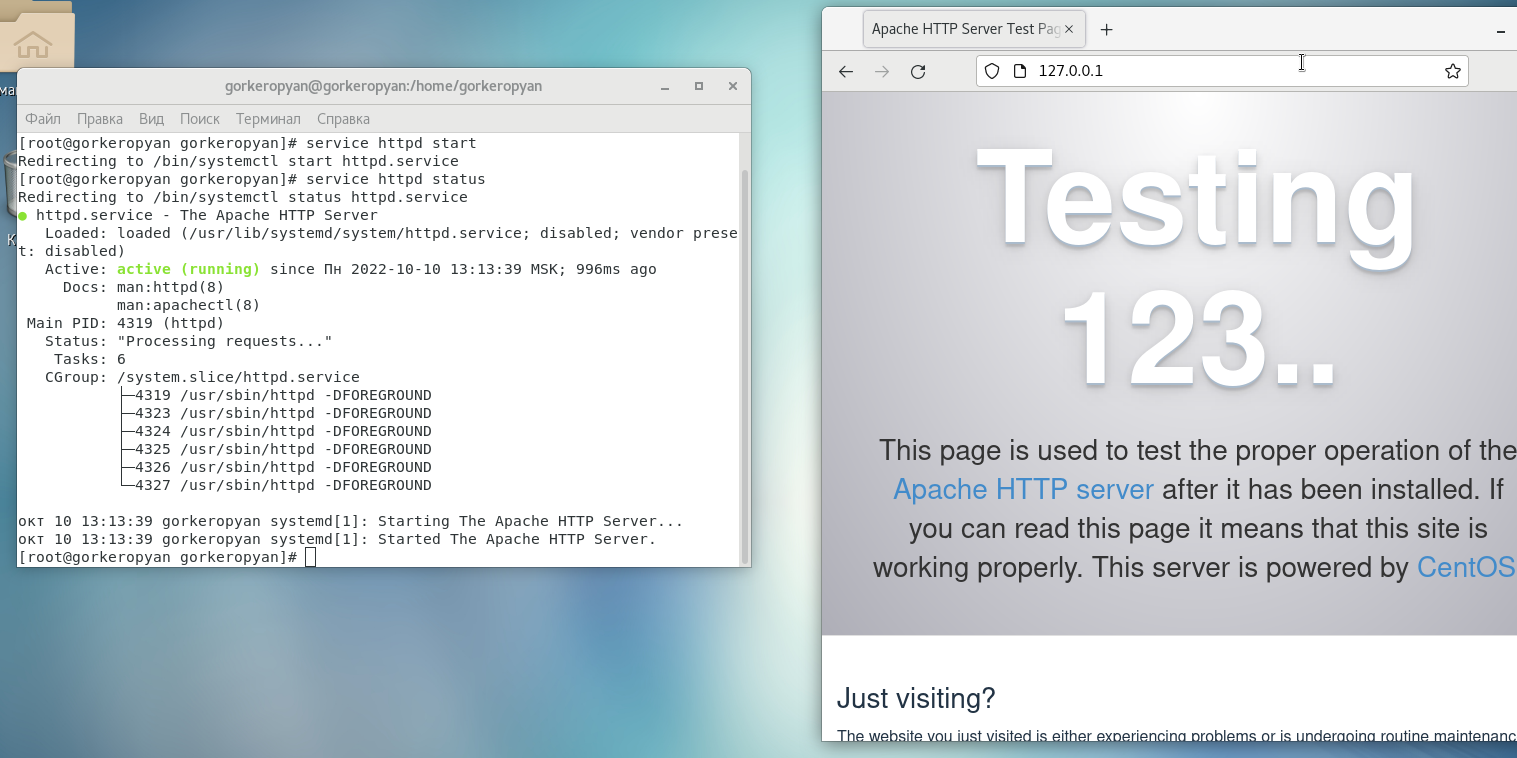 gorkeropyan@gorkeropyan:/home/gorkeropyan
Файл Правка Вид Поиск Терминал Справка
[root@gorkeropyan gorkeropyan]# service httpd start
Redirecting to /bin/systemctl start httpd.service
[root@gorkeropyan gorkeropyan]# service httpd status
Redirecting to /bin/systemctl status httpd.service
● httpd.service - The Apache HTTP Server
Loaded: loaded (/usr/lib/systemd/system/httpd.service; disabled; vendor prese
t: disabled)
Active: active (running) since Пн 2022-10-10 13:13:39 MSK; 996ms ago
Docs: man:httpd(8)
man:apachectl(8)
Main PID: 4319 (httpd)
Status: "Processing requests..."
Tasks: 6
CGroup: /system.slice/httpd.service
├─4319 /usr/sbin/httpd -DFOREGROUND
├─4323 /usr/sbin/httpd -DFOREGROUND
├─4324 /usr/sbin/httpd -DFOREGROUND
├─4325 /usr/sbin/httpd -DFOREGROUND
├─4326 /usr/sbin/httpd -DFOREGROUND
└─4327 /usr/sbin/httpd -DFOREGROUND
окт 10 13:13:39 gorkeropyan systemd[1]: Starting The Apache HTTP Server...
окт 10 13:13:39 gorkeropyan systemd[1]: Started The Apache HTTP Server.
[root@gorkeropyan gorkeropyan]#
Apache HTTP Server Test Pag
127.0.0.1
Testing
123..
This page is used to test the proper operation of the
Apache HTTP server after it has been installed. If
you can read this page it means that this site is
working properly. This server is powered by CentOS
Just visiting?
The website you just visited is either experiencing problems or is undergoing routine maintenanc